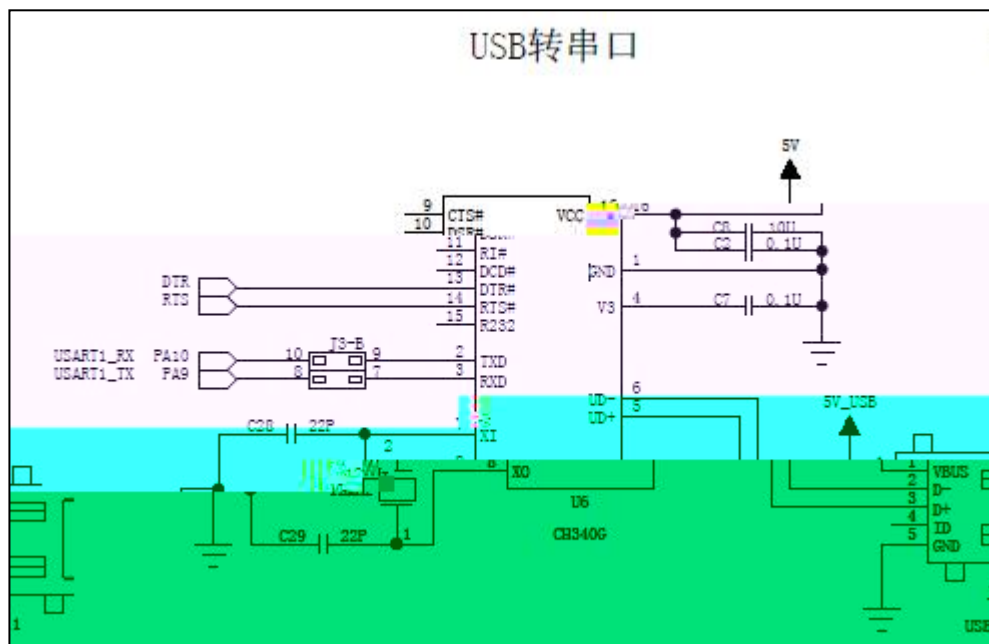 USB转串口
5V
9 CTS# VCC
10 DSR#
C8 10U
11 RI# C2 0.1U
12 DCD# GND 1
DTR 13 DTR#
RTS 14 RTS# V3 4 C7 0.1U
15 R232
J3-B
USART1_RX PA10 10 9 2 TXD
USART1_TX PA9 8 7 3 RXD
UD- 6
UD+ 5 5V_USB
C28 22P XI
2
8 XO 1 VBUS
2 D-
U6 3 D+
4 ID
C29 22P 1 CH340G 5 GND
1 USB